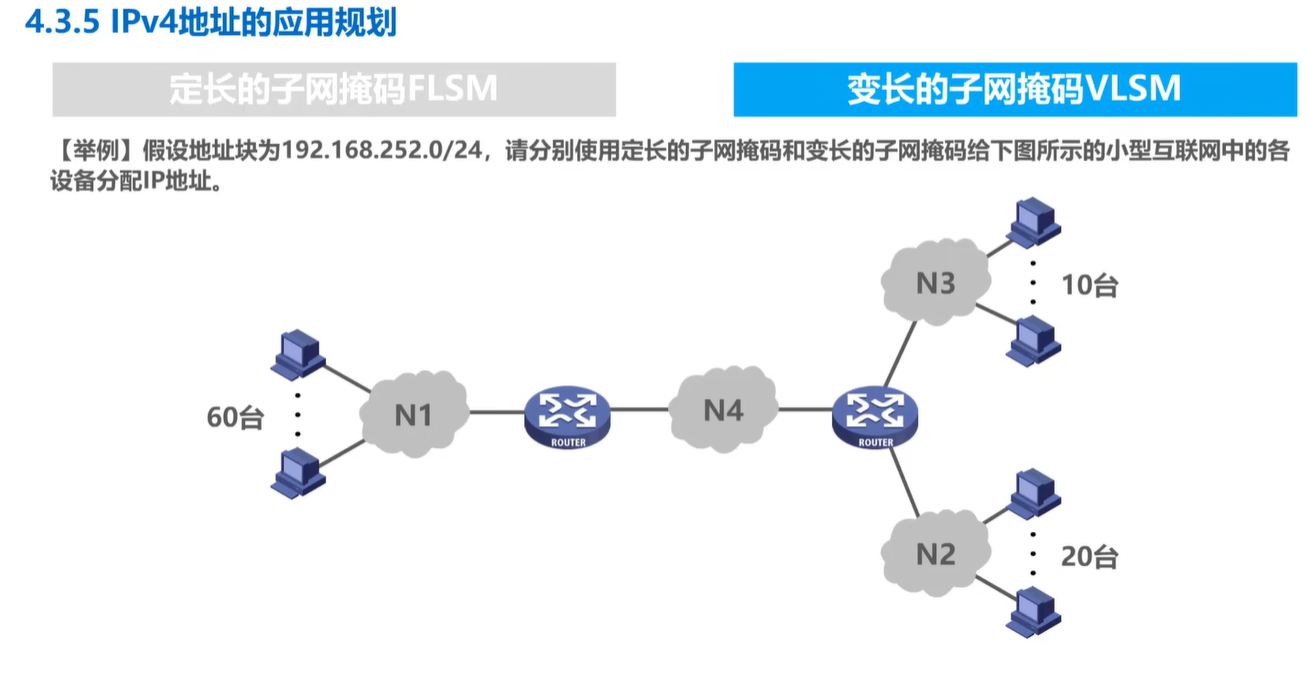 4.3.5 IPv4地址的应用规划
定长的子网掩码FLSM
变长的子网掩码VLSM
【举例】假设地址块为192.168.252.0/24，请分别使用定长的子网掩码和变长的子网掩码给下图所示的小型互联网中的各
设备分配IP地址。
N3
10台
60台
N1
ROUTER
N4
ROUTER
N2
20台